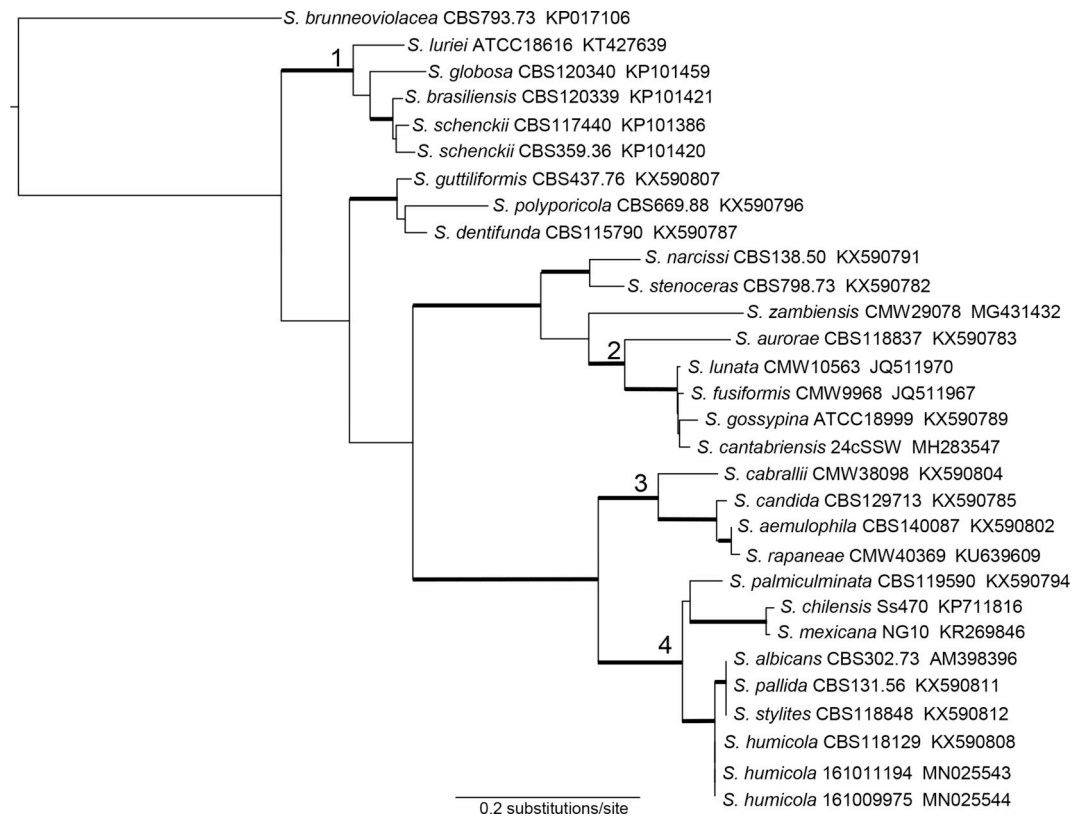 S. brunneoviolacea CBS793.73 KP017106
1
S. luriei ATCC18616 KT427639
S. globosa CBS120340 KP101459
S. brasiliensis CBS120339 KP101421
S. schenckii CBS117440 KP101386
S. schenckii CBS359.36 KP101420
S. guttiliformis CBS437.76 KX590807
S. polyporicola CBS669.88 KX590796
S. dentifunda CBS115790 KX590787
S. narcissi CBS138.50 KX590791
S. stenoceras CBS798.73 KX590782
S. zambiensis CMW29078 MG431432
S. aurorae CBS118837 KX590783
2
S. lunata CMW10563 JQ511970
S. fusiformis CMW9968 JQ511967
S. gossypina ATCC18999 KX590789
S. cantabriensis 24cSSW MH283547
S. cabrallii CMW38098 KX590804
3
S. candida CBS129713 KX590785
S. aemulophila CBS140087 KX590802
S. rapaneae CMW40369 KU639609
S. palmiculminata CBS119590 KX590794
S. chilensis Ss470 KP711816
S. mexicana NG10 KR269846
4
S. albicans CBS302.73 AM398396
S. pallida CBS131.56 KX590811
S. stylites CBS118848 KX590812
S. humicola CBS118129 KX590808
S. humicola 161011194 MN025543
S. humicola 161009975 MN025544
0.2 substitutions/site